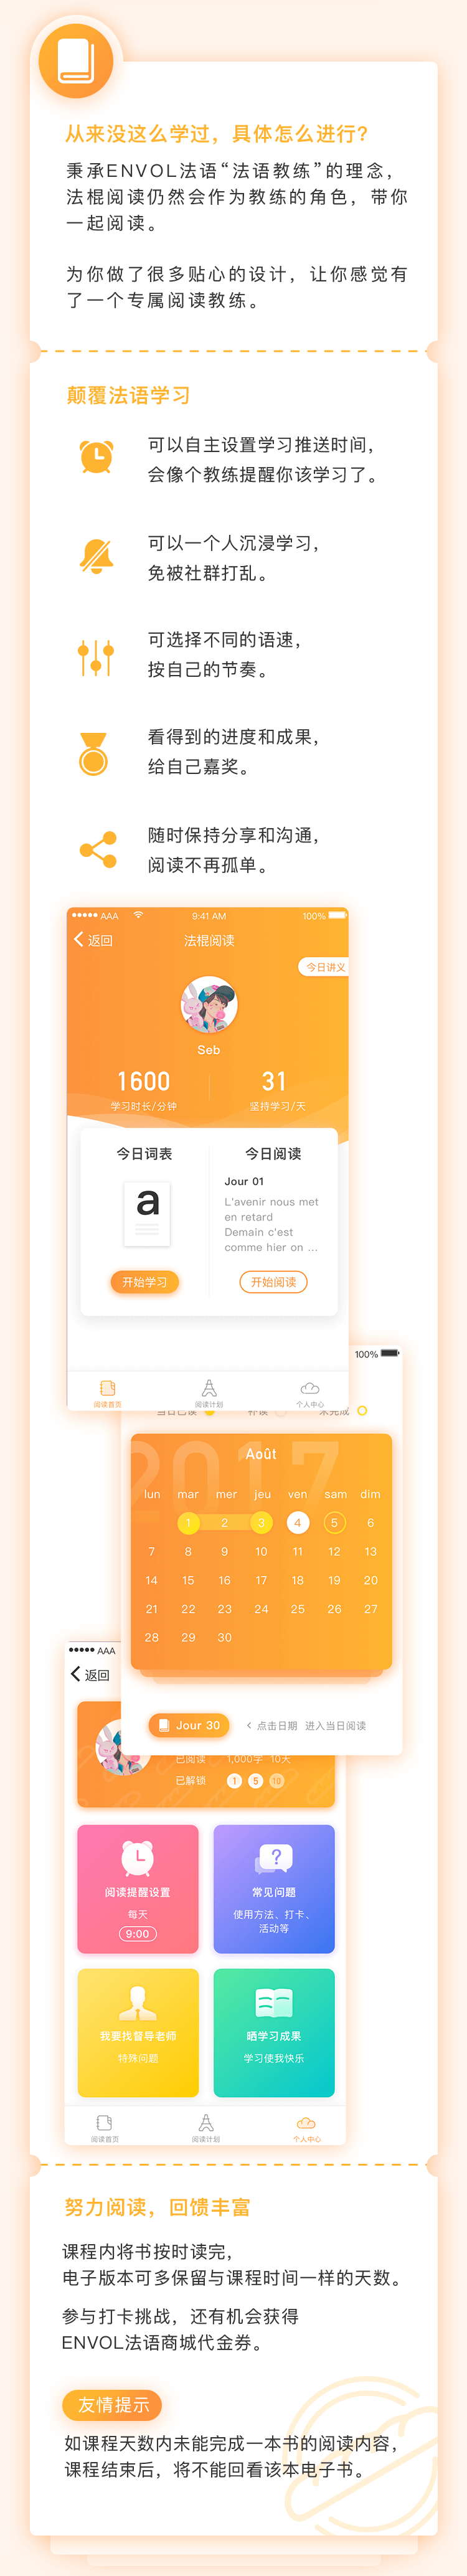 从来没这么学过，具体怎么进行？
秉承ENVOL法语“法语教练”的理念，
法棍阅读仍然会作为教练的角色，带你
一起阅读。
为你做了很多贴心的设计，让你感觉有
了一个专属阅读教练。
颠覆法语学习
可以自主设置学习推送时间，
会像个教练提醒你该学习了。
可以一个人沉浸学习，
免被社群打乱。
可选择不同的语速，
按自己的节奏。
看得到的进度和成果，
给自己嘉奖。
随时保持分享和沟通，
阅读不再孤单。
AAA 9:41 AM 100%
返回 法棍阅读
今日讲义
Seb
1600 31
学习时长/分钟 坚持学习/天
今日词表 今日阅读
a
Jour 01
L'avenir nous met
en retard
Demain c'est
comme hier on ...
开始学习 开始阅读
阅读首页 阅读计划 个人中心
100%
当日已读 补读 未完成
2017
Août
lun mar mer jeu ven sam dim
1 2 3 4 5 6
7 8 9 10 11 12 13
14 15 16 17 18 19 20
21 22 23 24 25 26 27
28 29 30
Jour 30 点击日期 进入当日阅读
AAA
返回
已阅读 1,000字 10天
已解锁 1 5 10
阅读提醒设置
每天
9:00
常见问题
使用方法、打卡、
活动等
我要找督导老师
特殊问题
晒学习成果
学习使我快乐
阅读首页 阅读计划 个人中心
努力阅读，回馈丰富
课程内将书按时读完，
电子版本可多保留与课程时间一样的天数。
参与打卡挑战，还有机会获得
ENVOL法语商城代金券。
友情提示
如课程天数内未能完成一本书的阅读内容，
课程结束后，将不能回看该本电子书。